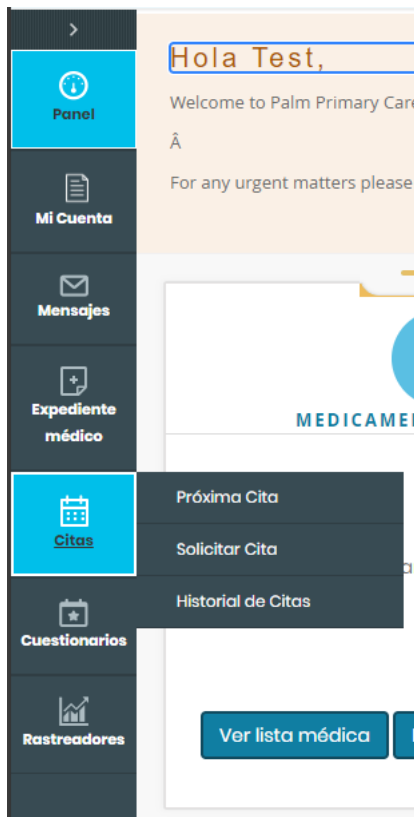 Hola Test,
Welcome to Palm Primary Care
Â
For any urgent matters please
Panel
Mi Cuenta
Mensajes
Expediente
médico
Citas
Próxima Cita
Solicitar Cita
Historial de Citas
Cuestionarios
Rastreadores
Ver lista médica